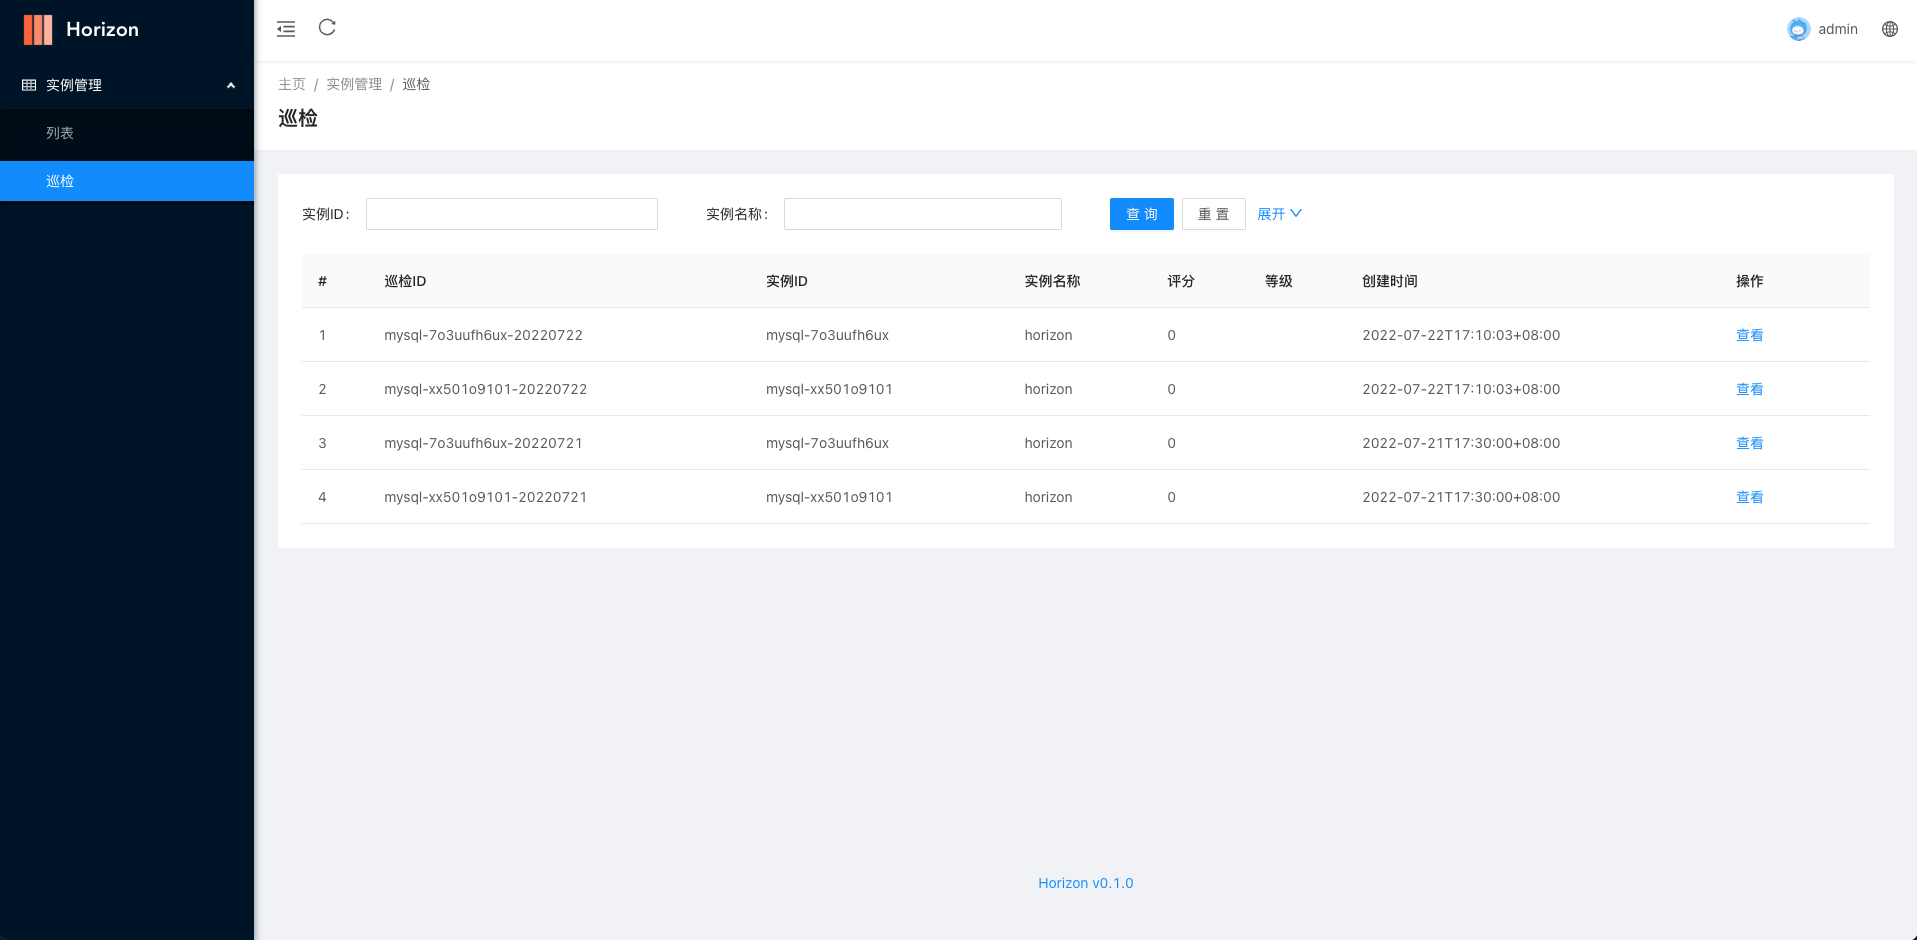 Horizon
admin
实例管理
列表
巡检
主页 / 实例管理 / 巡检
巡检
实例ID: 实例名称: 查 询 重 置 展开
# 巡检ID 实例ID 实例名称 评分 等级 创建时间 操作
1 mysql-7o3uufh6ux-20220722 mysql-7o3uufh6ux horizon 0 2022-07-22T17:10:03+08:00 查看
2 mysql-xx501o9101-20220722 mysql-xx501o9101 horizon 0 2022-07-22T17:10:03+08:00 查看
3 mysql-7o3uufh6ux-20220721 mysql-7o3uufh6ux horizon 0 2022-07-21T17:30:00+08:00 查看
4 mysql-xx501o9101-20220721 mysql-xx501o9101 horizon 0 2022-07-21T17:30:00+08:00 查看
Horizon v0.1.0